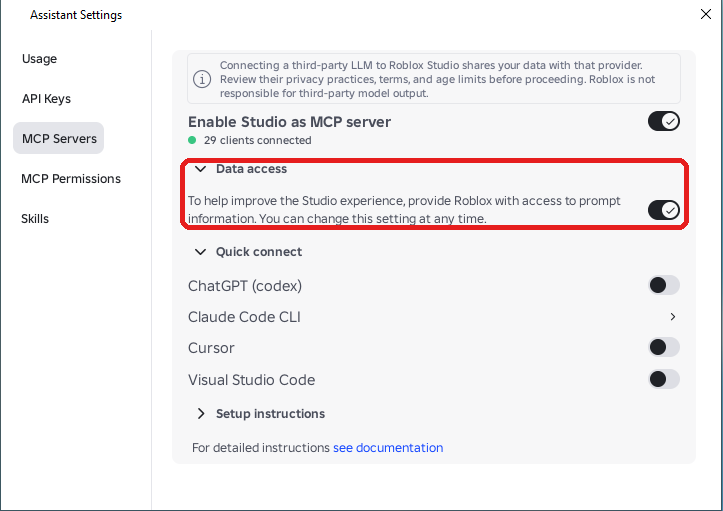 Assistant Settings
Usage
API Keys
MCP Servers
MCP Permissions
Skills
Connecting a third-party LLM to Roblox Studio shares your data with that provider.
Review their privacy practices, terms, and age limits before proceeding. Roblox is not
responsible for third-party model output.
Enable Studio as MCP server
29 clients connected
Data access
To help improve the Studio experience, provide Roblox with access to prompt
information. You can change this setting at any time.
Quick connect
ChatGPT (codex)
Claude Code CLI
Cursor
Visual Studio Code
Setup instructions
For detailed instructions see documentation